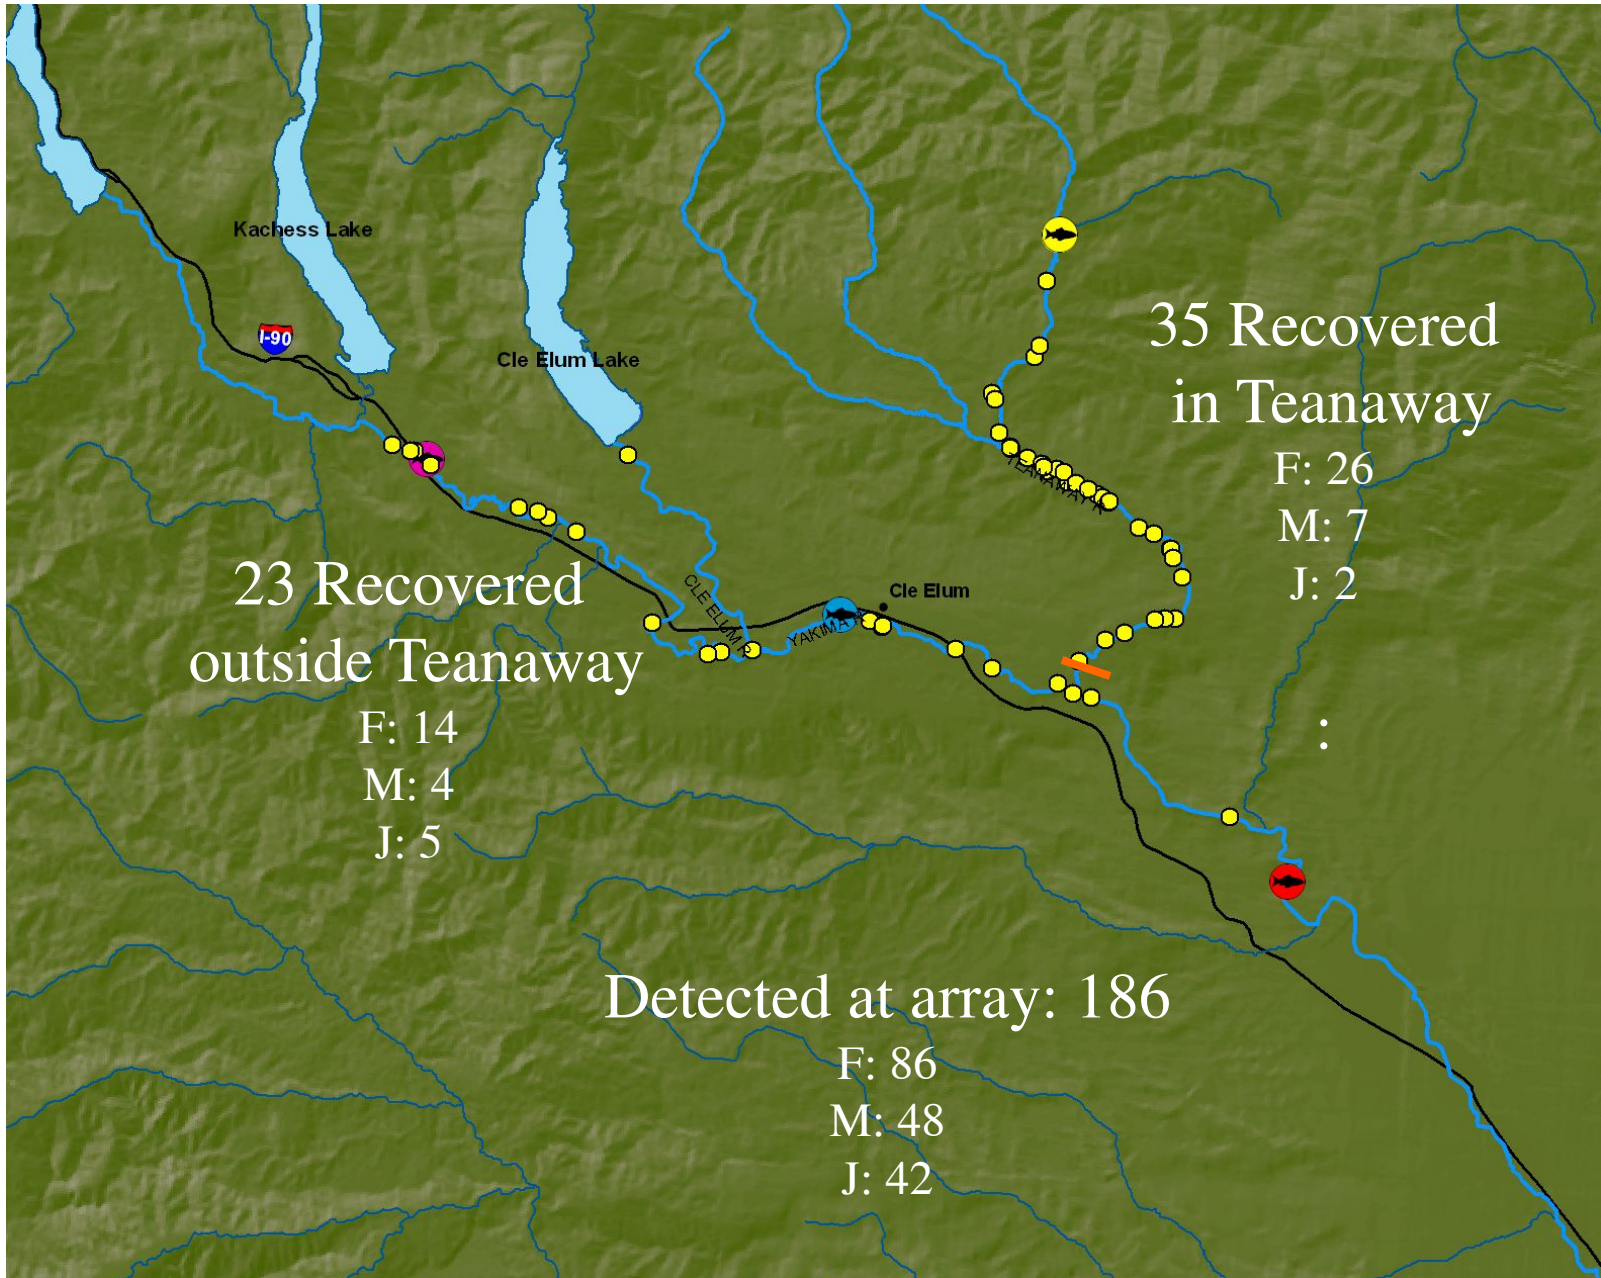 Kachess Lake
I-90
Cle Elum Lake
35 Recovered
in Teanaway
F: 26
M: 7
J: 2
TEANAWAY R
23 Recovered
outside Teanaway
F: 14
M: 4
J: 5
CLE ELUM R
YAKIMA R
Cle Elum
:
Detected at array: 186
F: 86
M: 48
J: 42